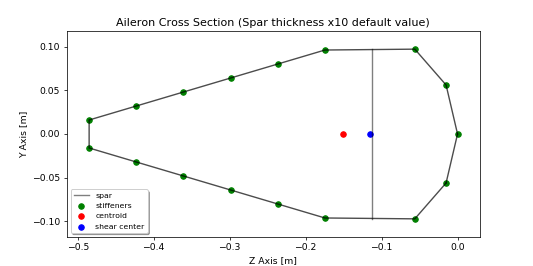 Aileron Cross Section (Spar thickness x10 default value)
Y Axis [m]
0.10
0.05
0.00
−0.05
−0.10
spar
stiffeners
centroid
shear center
−0.5
−0.4
−0.3
−0.2
−0.1
0.0
Z Axis [m]